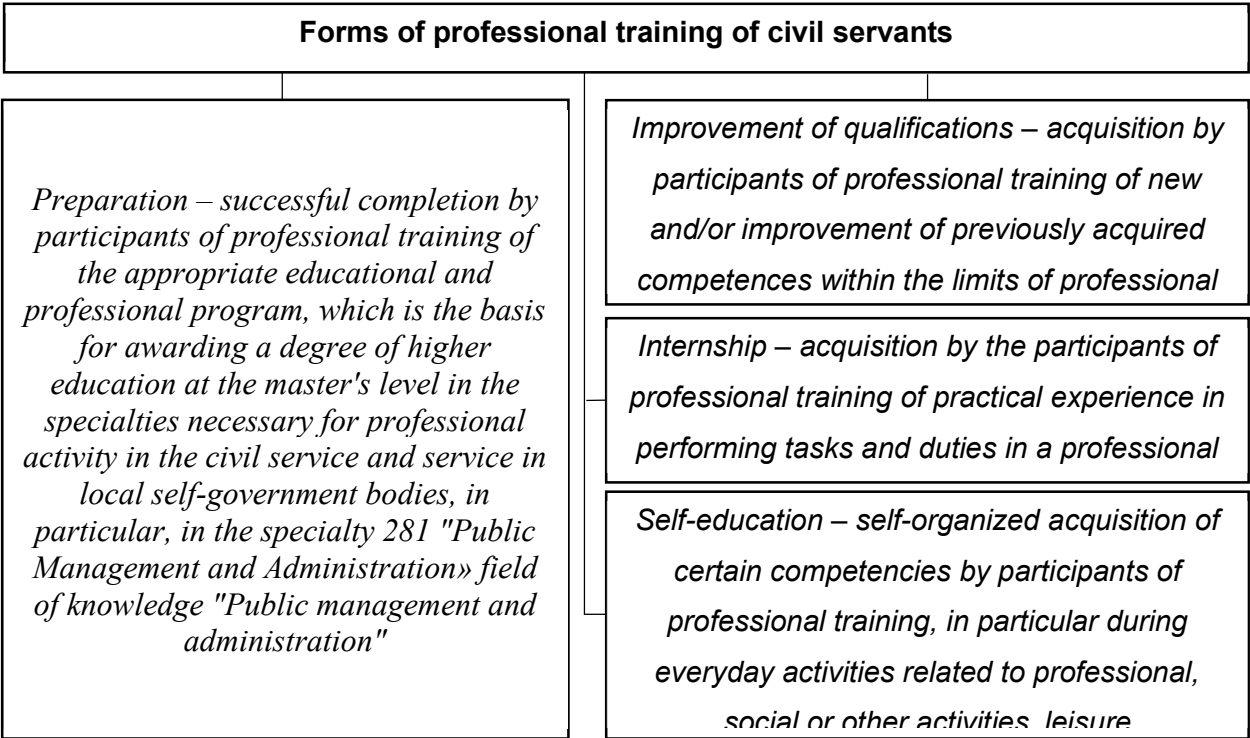 Forms of professional training of civil servants
Preparation – successful completion by
participants of professional training of
the appropriate educational and
professional program, which is the basis
for awarding a degree of higher
education at the master's level in the
specialties necessary for professional
activity in the civil service and service in
local self-government bodies, in
particular, in the specialty 281 "Public
Management and Administration» field
of knowledge "Public management and
administration"
Improvement of qualifications – acquisition by
participants of professional training of new
and/or improvement of previously acquired
competences within the limits of professional
Internship – acquisition by the participants of
professional training of practical experience in
performing tasks and duties in a professional
Self-education – self-organized acquisition of
certain competencies by participants of
professional training, in particular during
everyday activities related to professional,
social or other activities, leisure